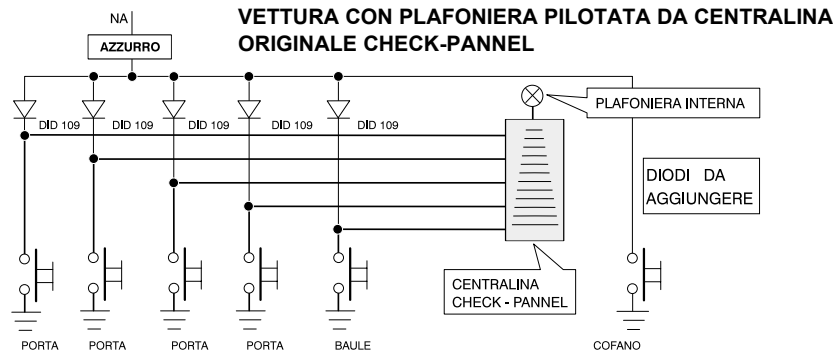 NA
VETTURA CON PLAFONIERA PILOTATA DA CENTRALINA
ORIGINALE CHECK-PANNEL
AZZURRO
PLAFONIERA INTERNA
DID 109
DID 109
DID 109
DID 109
DID 109
DIODI DA
AGGIUNGERE
CENTRALINA
CHECK - PANNEL
PORTA
PORTA
PORTA
PORTA
BAULE
COFANO